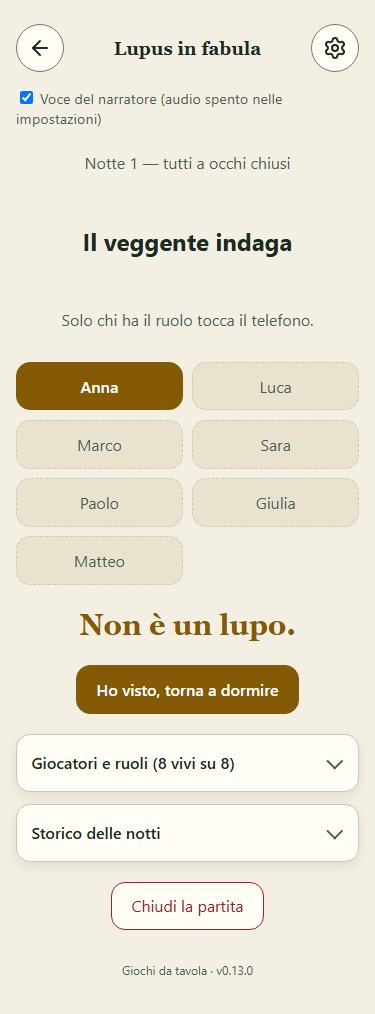 Lupus in fabula
Voce del narratore (audio spento nelle
impostazioni)
Notte 1 — tutti a occhi chiusi
Il veggente indaga
Solo chi ha il ruolo tocca il telefono.
Anna
Luca
Marco
Sara
Paolo
Giulia
Matteo
Non è un lupo.
Ho visto, torna a dormire
Giocatori e ruoli (8 vivi su 8)
Storico delle notti
Chiudi la partita
Giochi da tavola · v0.13.0